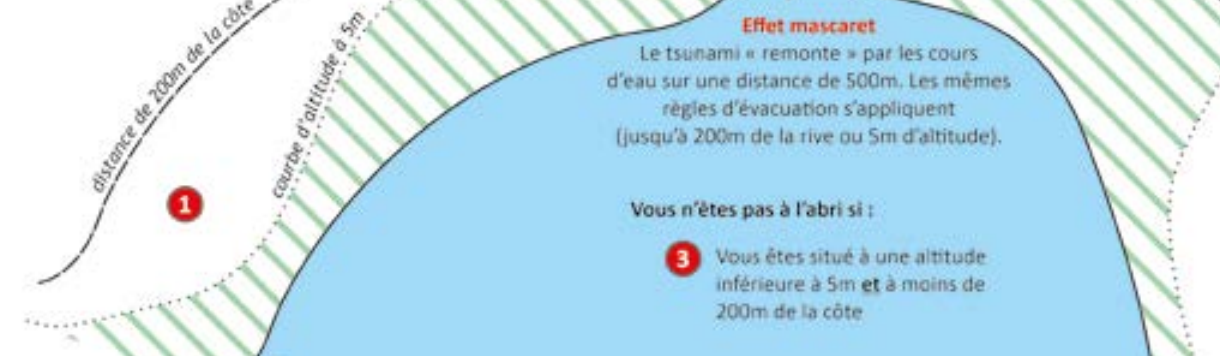 distance de 200m de la côte
courbe d'altitude à 5m
1
Effet mascaret
Le tsunami « remonte » par les cours
d'eau sur une distance de 500m. Les mêmes
règles d'évacuation s'appliquent
(jusqu'à 200m de la rive ou 5m d'altitude).
Vous n'êtes pas à l'abri si :
3 Vous êtes situé à une altitude
inférieure à 5m et à moins de
200m de la côte